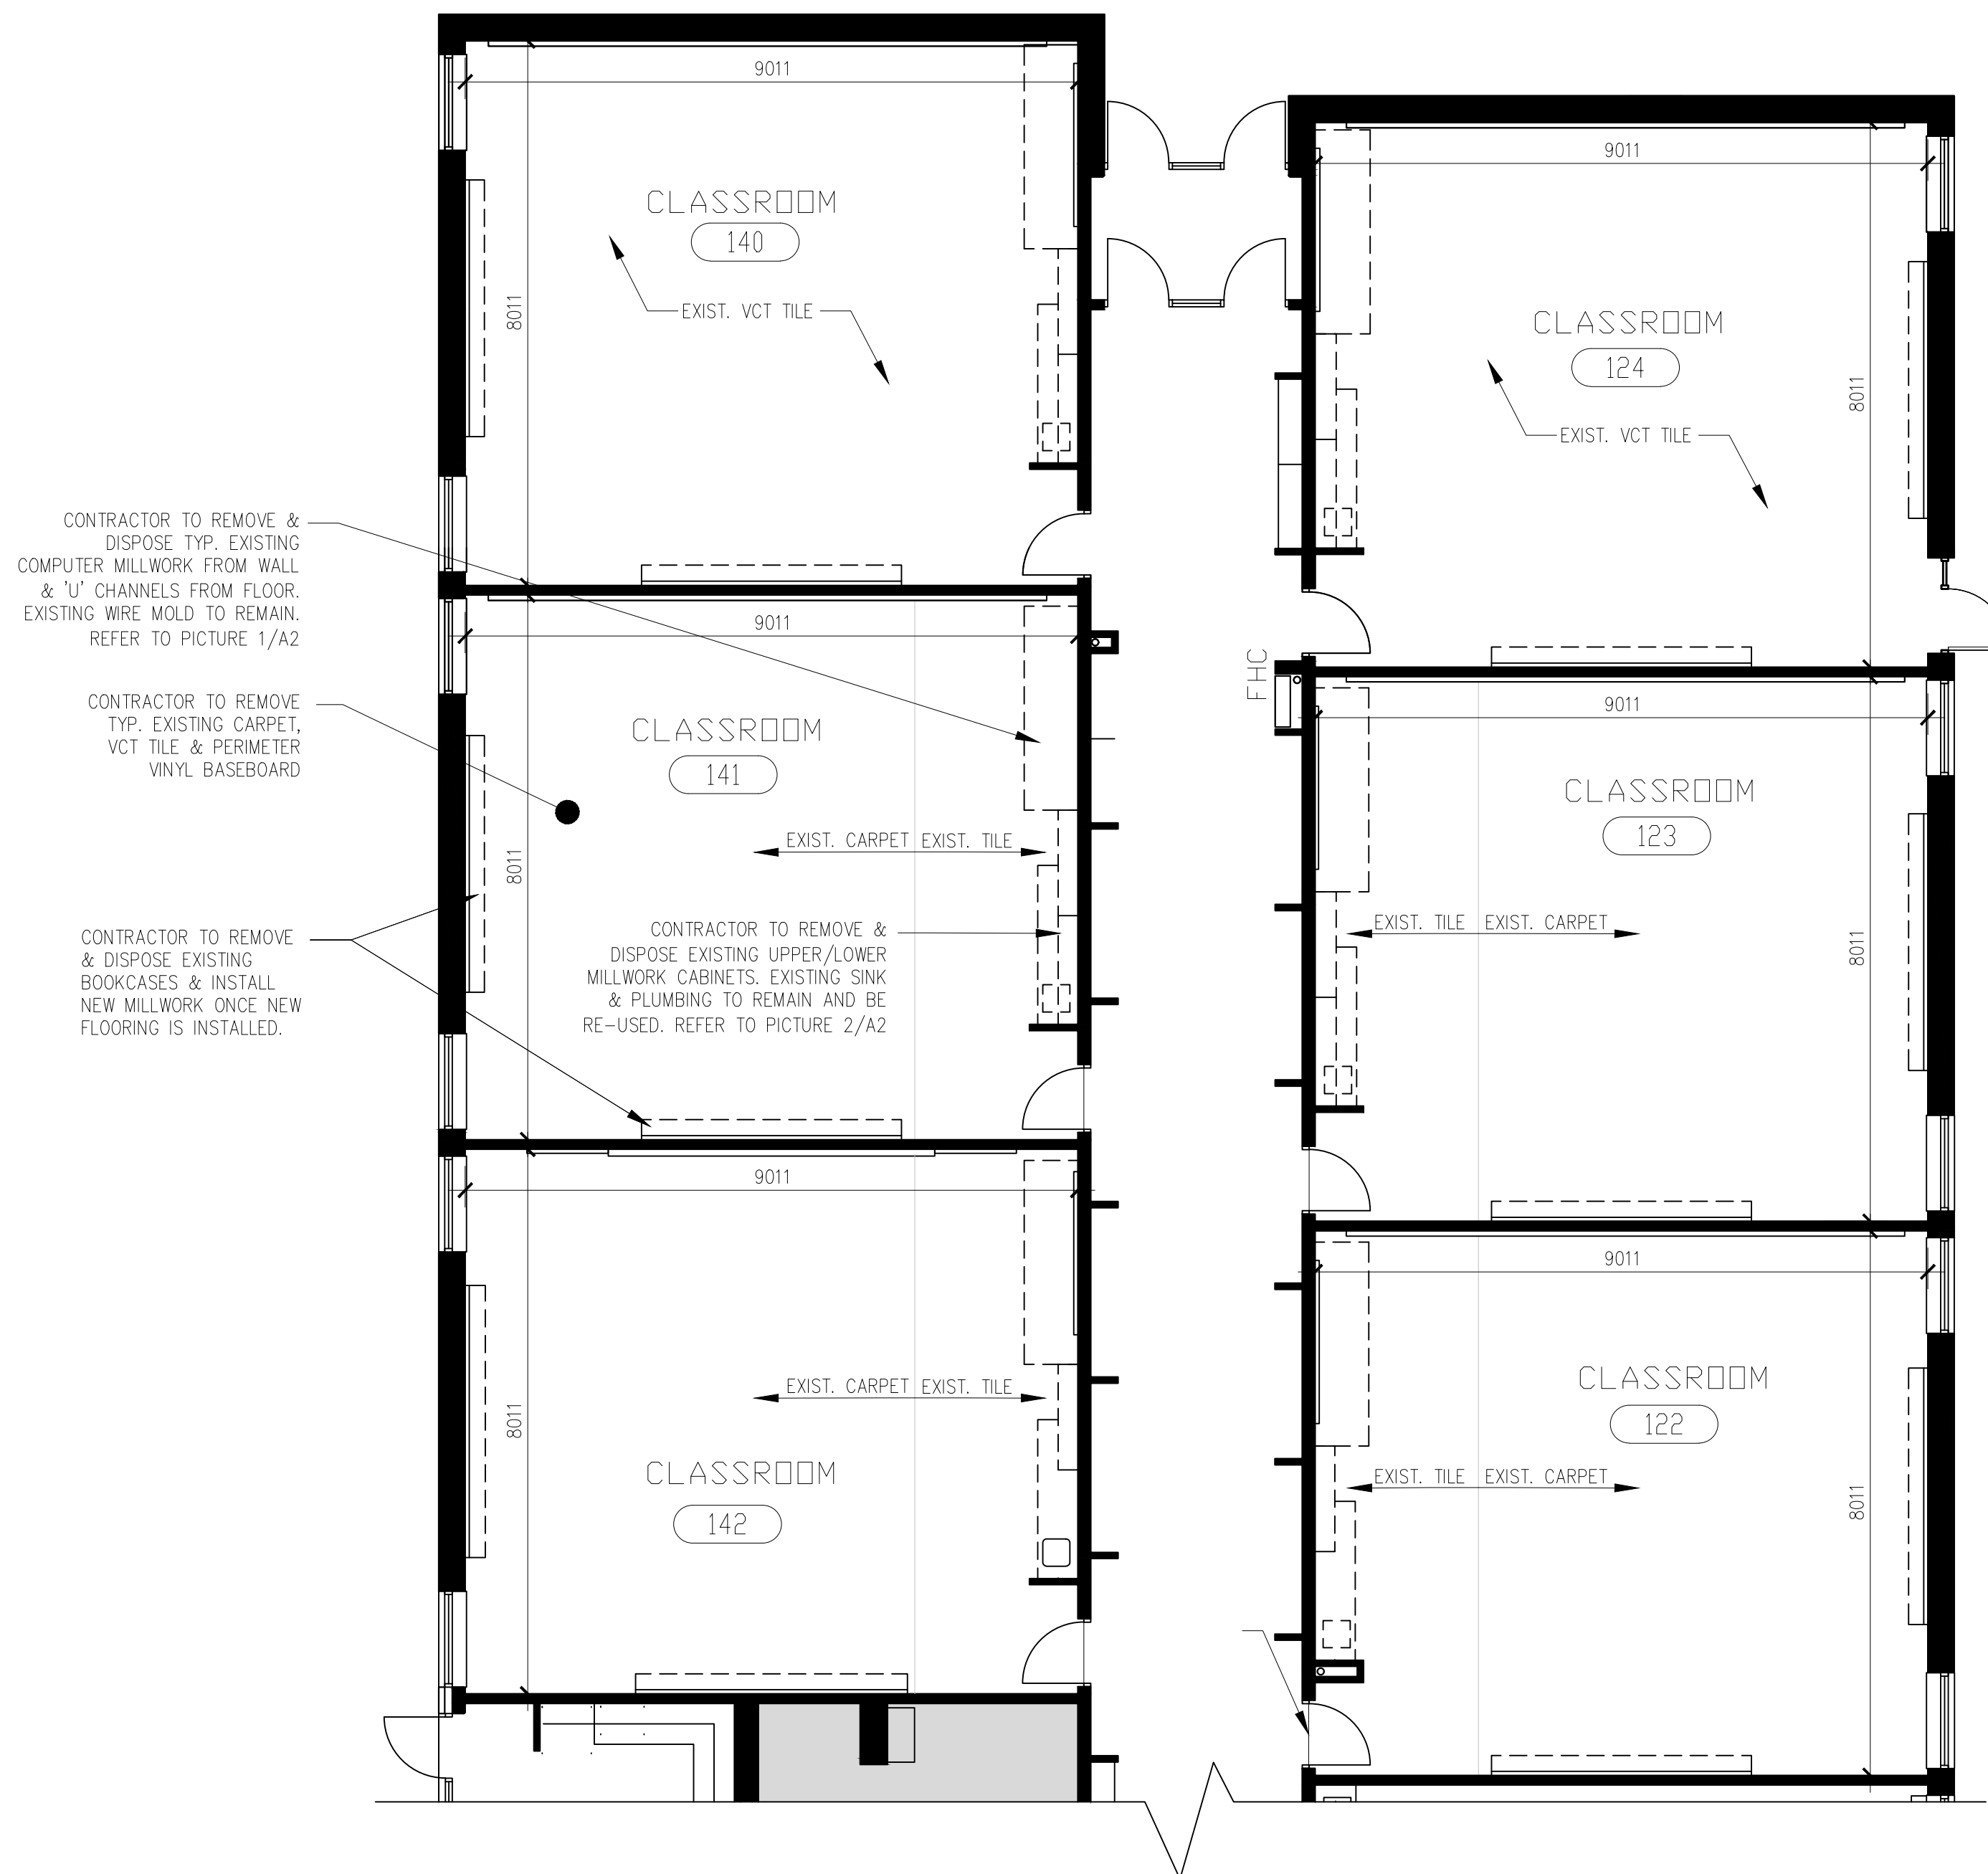 9011
CLASSROOM
140
EXIST. VCT TILE
8011
9011
CLASSROOM
124
EXIST. VCT TILE
8011
CONTRACTOR TO REMOVE &
DISPOSE TYP. EXISTING
COMPUTER MILLWORK FROM WALL
& 'U' CHANNELS FROM FLOOR.
EXISTING WIRE MOLD TO REMAIN.
REFER TO PICTURE 1/A2
CONTRACTOR TO REMOVE
TYP. EXISTING CARPET,
VCT TILE & PERIMETER
VINYL BASEBOARD
CONTRACTOR TO REMOVE
& DISPOSE EXISTING
BOOKCASES & INSTALL
NEW MILLWORK ONCE NEW
FLOORING IS INSTALLED.
9011
CLASSROOM
141
8011
EXIST. CARPET EXIST. TILE
CONTRACTOR TO REMOVE &
DISPOSE EXISTING UPPER/LOWER
MILLWORK CABINETS. EXISTING SINK
& PLUMBING TO REMAIN AND BE
RE-USED. REFER TO PICTURE 2/A2
FHC
9011
CLASSROOM
123
EXIST. TILE EXIST. CARPET
8011
9011
EXIST. CARPET EXIST. TILE
8011
CLASSROOM
142
9011
CLASSROOM
122
EXIST. TILE EXIST. CARPET
8011